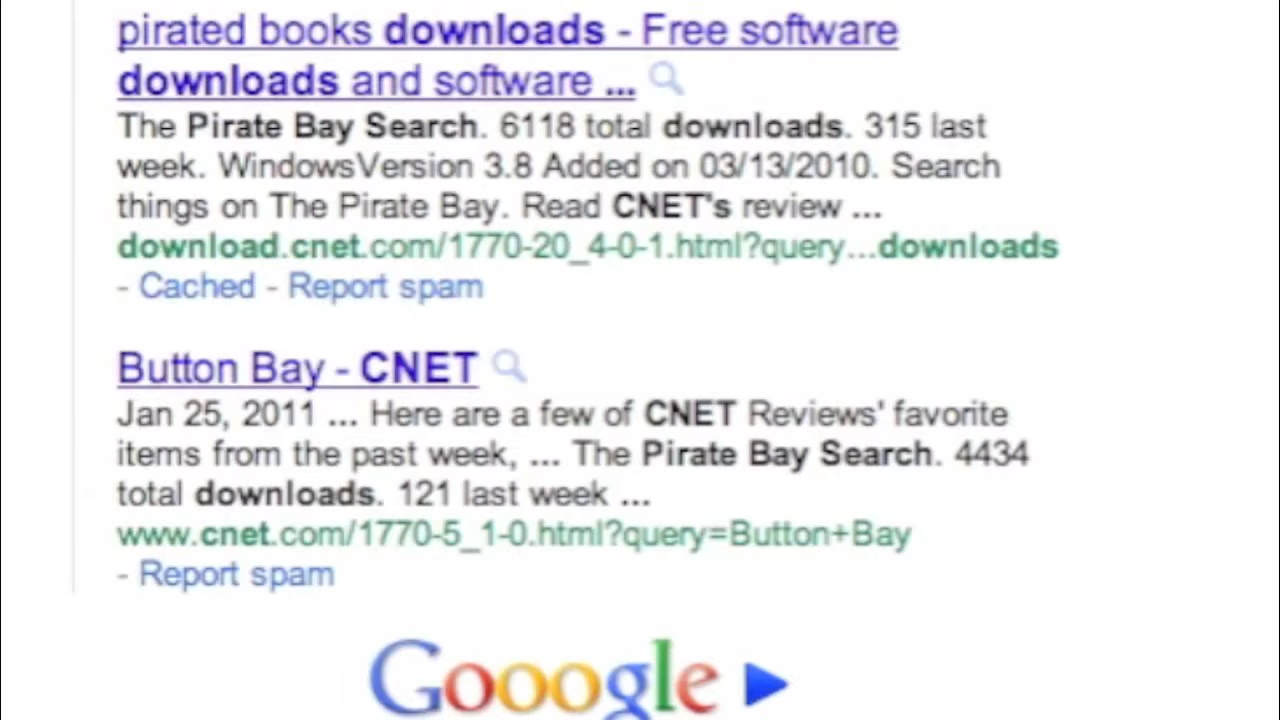 pirated books downloads - Free software
downloads and software ...
The Pirate Bay Search. 6118 total downloads. 315 last
week. WindowsVersion 3.8 Added on 03/13/2010. Search
things on The Pirate Bay. Read CNET's review ...
download.cnet.com/1770-20_4-0-1.html?query...downloads
- Cached - Report spam
Button Bay - CNET
Jan 25, 2011 ... Here are a few of CNET Reviews' favorite
items from the past week, ... The Pirate Bay Search. 4434
total downloads. 121 last week ...
www.cnet.com/1770-5_1-0.html?query=Button+Bay
- Report spam
Gooogle